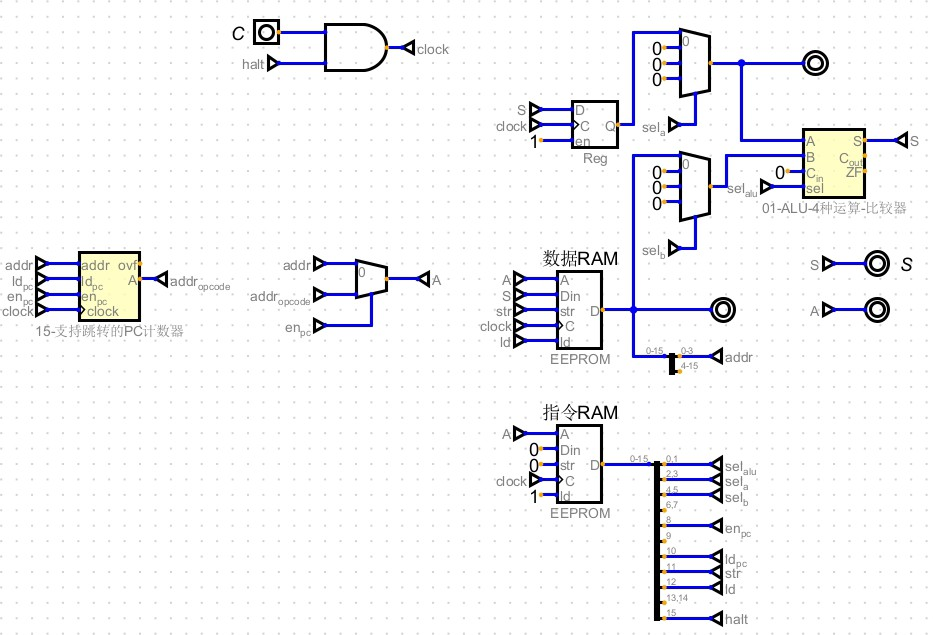 C
halt
clock
0
0
0
0
sel_a
S
clock
1
D
C
en
Q
Reg
0
0
0
0
sel_b
A
B
C_in
sel
S
C_out
ZF
0
sel_alu
S
01-ALU-4种运算-比较器
addr
ld_pc
en_pc
clock
addr
ld_pc
en_pc
clock
ovf
A
addr_opcode
15-支持跳转的PC计数器
addr
addr_opcode
en_pc
0
A
数据RAM
A
S
str
clock
ld
A
Din
str
C
ld
D
EEPROM
S
S
A
0-15
0-3
4-15
addr
指令RAM
A
0
0
clock
1
A
Din
str
C
ld
D
EEPROM
0-15
0,1
sel_alu
2,3
sel_a
4,5
sel_b
6,7
8
en_pc
9
10
ld_pc
11
str
12
ld
13,14
15
halt